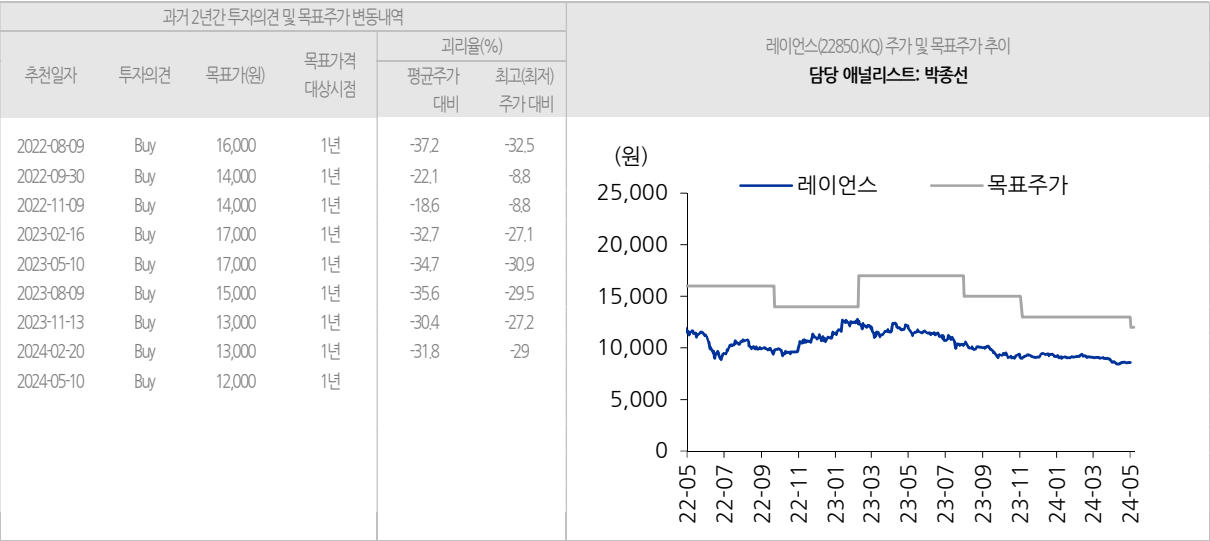 과거 2년간 투자의견 및 목표주가 변동내역
추천일자 투자의견 목표가(원) 목표가격 대상시점 괴리율(%)
평균주가 대비 최고(최저) 주가 대비
2022-08-09 Buy 16,000 1년 -37.2 -32.5
2022-09-30 Buy 14,000 1년 -22.1 -8.8
2022-11-09 Buy 14,000 1년 -18.6 -8.8
2023-02-16 Buy 17,000 1년 -32.7 -27.1
2023-05-10 Buy 17,000 1년 -34.7 -30.9
2023-08-09 Buy 15,000 1년 -35.6 -29.5
2023-11-13 Buy 13,000 1년 -30.4 -27.2
2024-02-20 Buy 13,000 1년 -31.8 -29
2024-05-10 Buy 12,000 1년
레이언스(22850.KQ) 주가 및 목표주가 추이
담당 애널리스트: 박종선
(원)
레이언스 목표주가
25,000
20,000
15,000
10,000
5,000
0
22-05 22-07 22-09 22-11 23-01 23-03 23-05 23-07 23-09 23-11 24-01 24-03 24-05